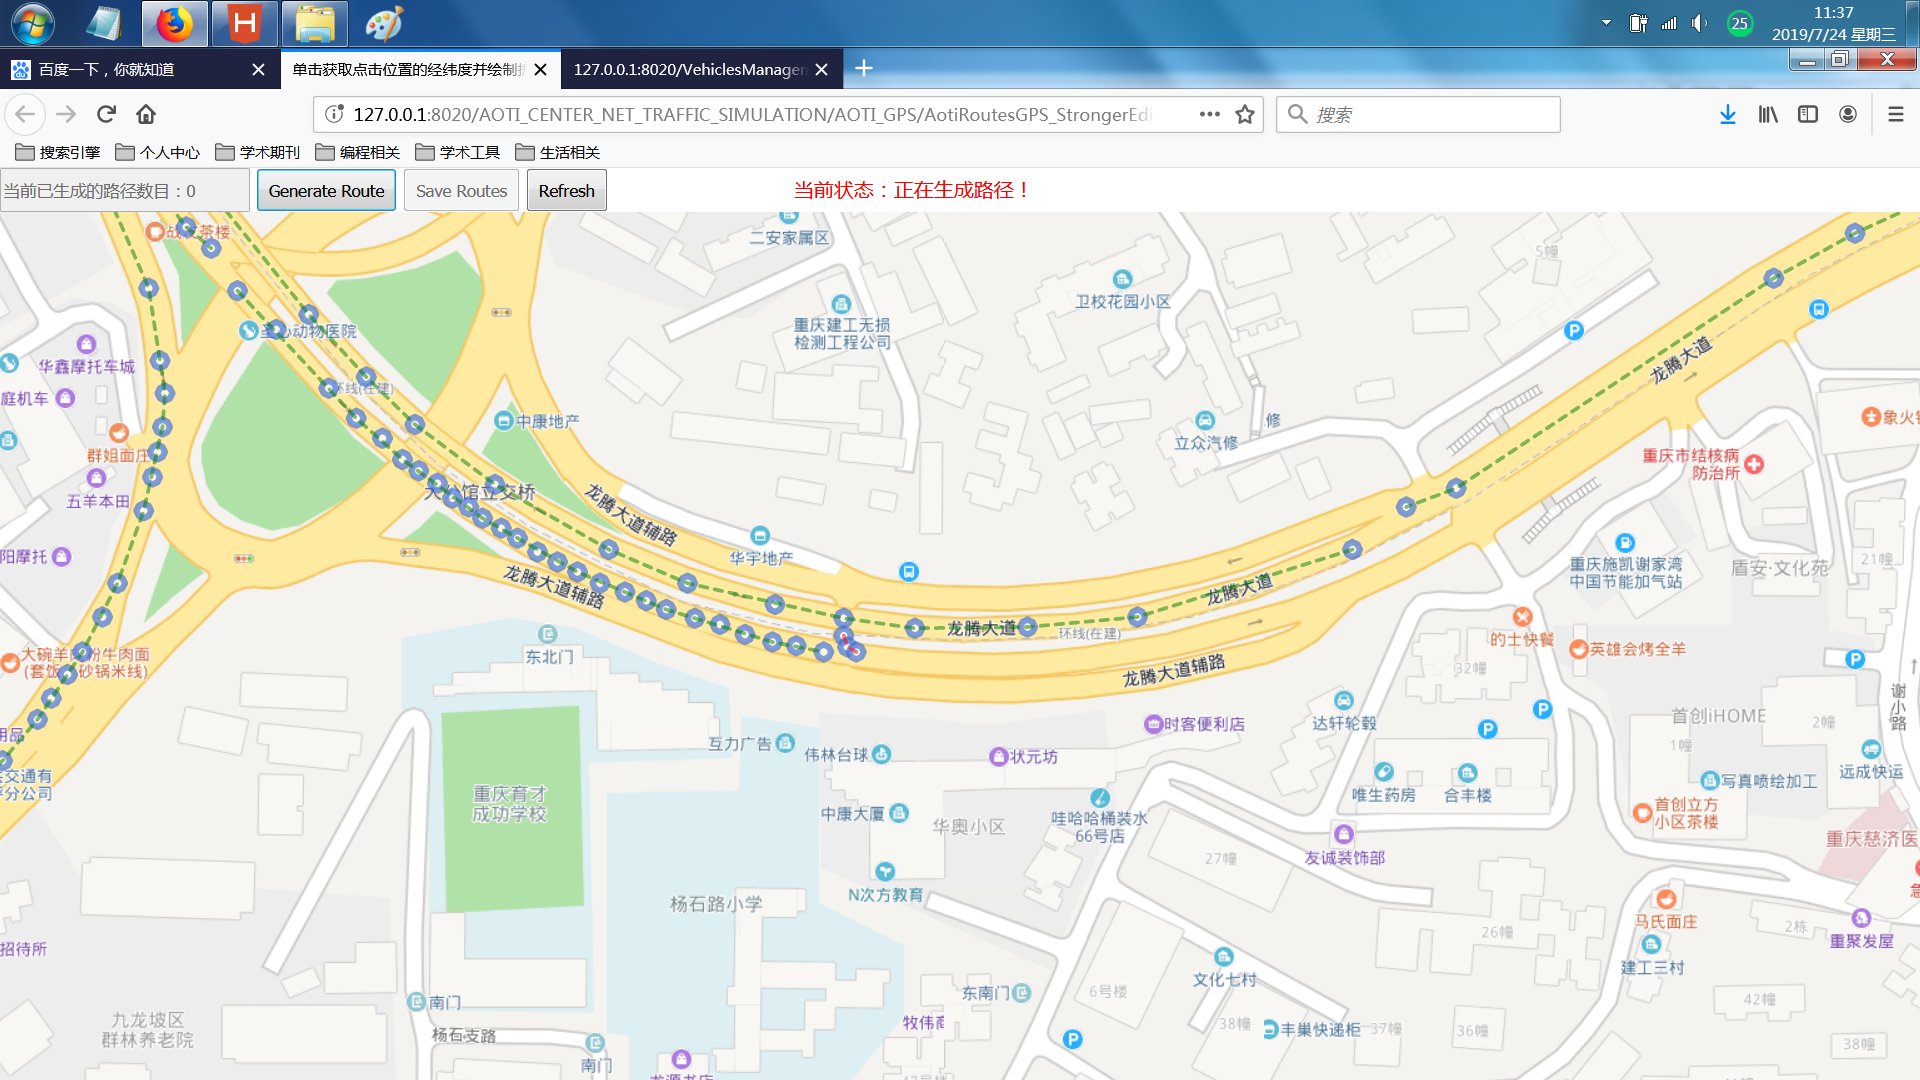 11:37
25
2019/7/24 星期三
百度一下，你就知道
单击获取点击位置的经纬度并绘制折
127.0.0.1:8020/VehiclesManager
127.0.0.1:8020/AOTI_CENTER_NET_TRAFFIC_SIMULATION/AOTI_GPS/AotiRoutesGPS_StrongerEdi
搜索
搜索引擎
个人中心
学术期刊
编程相关
学术工具
生活相关
当前已生成的路径数目：0
Generate Route
Save Routes
Refresh
当前状态：正在生成路径！
茶楼
二安家属区
5幢
卫校花园小区
重庆建工无损
检测工程公司
动物医院
华鑫摩托车城
龙腾大道
环线(在建)
庭机车
中康地产
修
立众汽修
象火
群姐面庄
重庆市结核病
防治所
五羊本田
馆立交桥
龙腾大道辅路
华宇地产
阳摩托
重庆施凯谢家湾
中国节能加气站
盾安·文化苑
21幢
龙腾大道辅路
龙腾大道
龙腾大道
环线(在建)
的士快餐
英雄会烤全羊
大碗羊肉粉牛肉面
(套饭 砂锅米线)
东北门
龙腾大道辅路
32幢
谢小路
用品
达轩轮毂
首创iHOME
2幢
1幢
时客便利店
互力广告
伟林台球
状元坊
交通有
分公司
唯生药房
合丰楼
写真喷绘加工
远成快运
重庆育才
成功学校
中康大厦
华奥小区
哇哈哈桶装水
66号店
首创立方
小区茶楼
重庆慈济医
27幢
友诚装饰部
急
N次方教育
杨石路小学
马氏面庄
2栋
26幢
重聚发屋
招待所
建工三村
文化七村
东南门
6号楼
南门
42幢
九龙坡区
群林养老院
杨石支路
牧伟商
38幢
丰巢快递柜
37幢
36幢
38幢
南门
龙源书店
17号楼